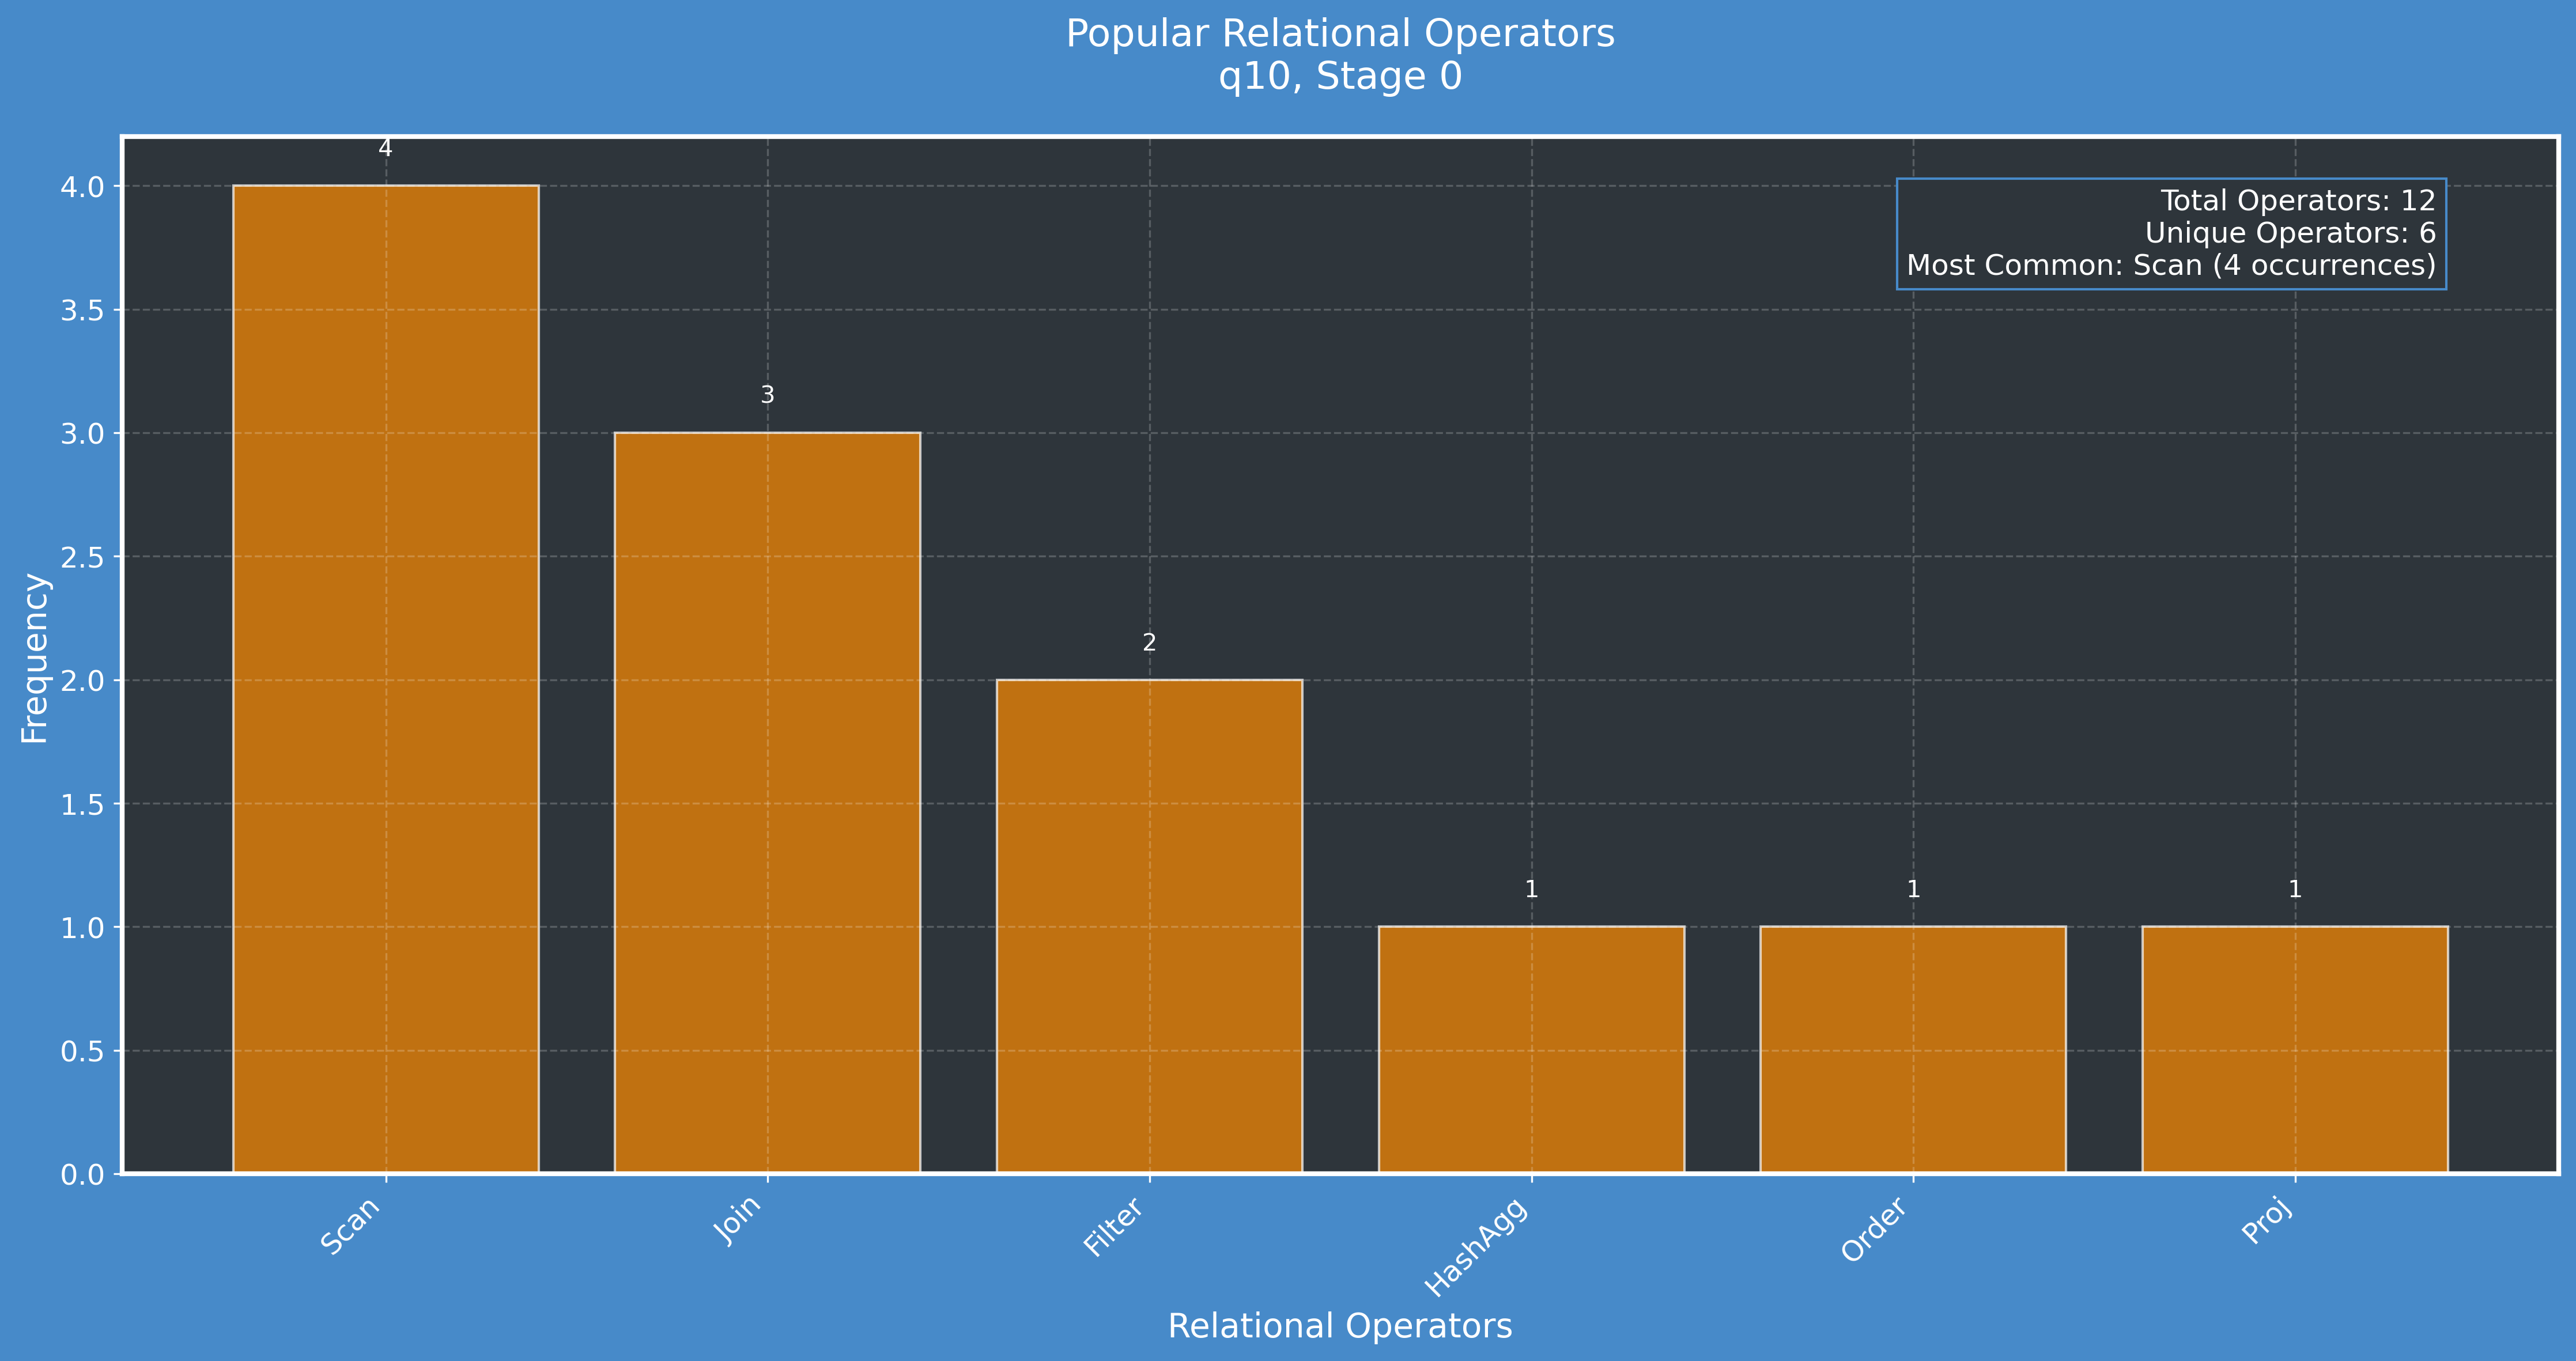 Popular Relational Operators
q10, Stage 0
4
4.0
Total Operators: 12
Unique Operators: 6
Most Common: Scan (4 occurrences)
3.5
3
3.0
2.5
2
2.0
1.5
1
1
1
1.0
0.5
0.0
Frequency
Scan
Join
Filter
HashAgg
Order
Proj
Relational Operators